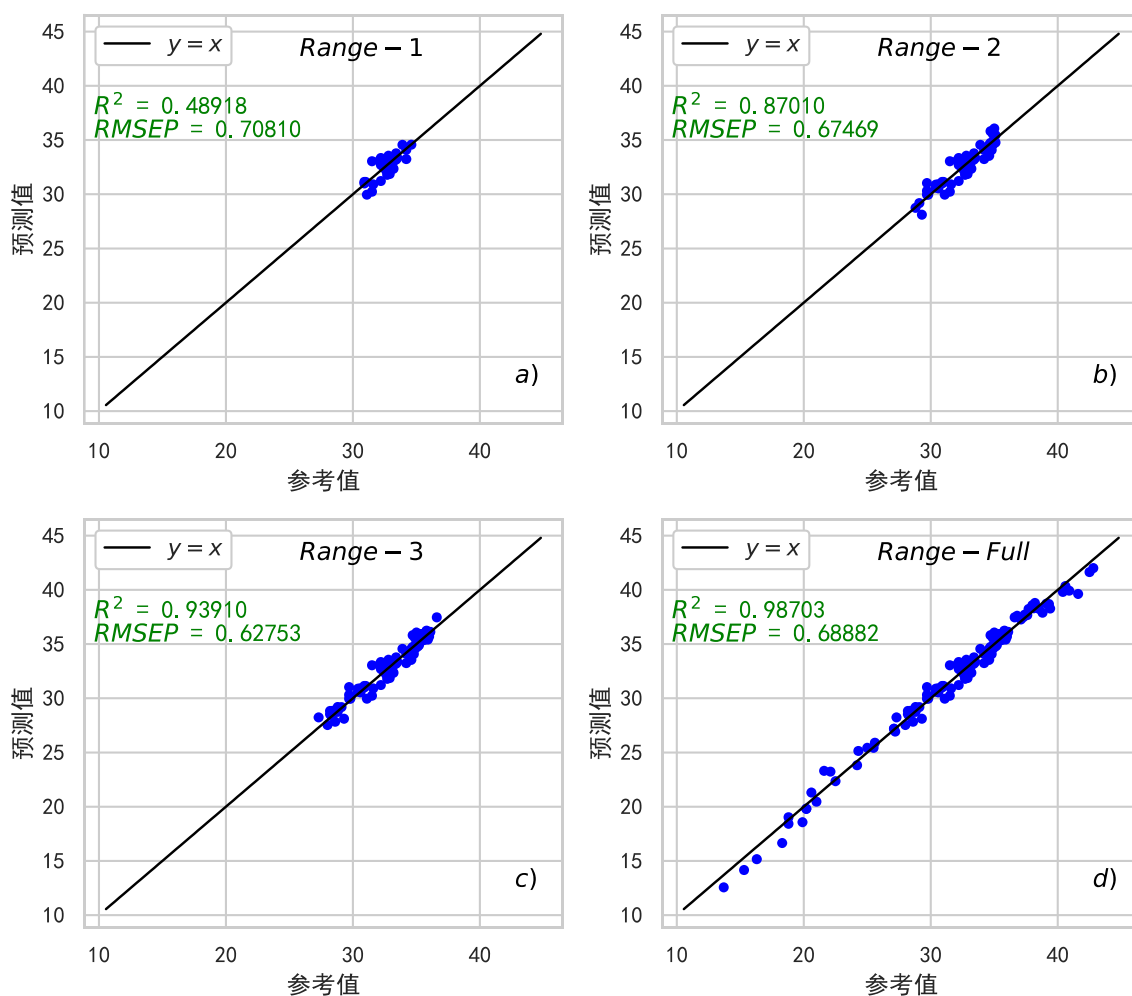 45
y = x
Range − 1
40
R² = 0.48918
RMSEP = 0.70810
35
30
25
20
15
10
预测值
a)
10 20 30 40
参考值
45
y = x
Range − 2
40
R² = 0.87010
RMSEP = 0.67469
35
30
25
20
15
10
预测值
b)
10 20 30 40
参考值
45
y = x
Range − 3
40
R² = 0.93910
RMSEP = 0.62753
35
30
25
20
15
10
预测值
c)
10 20 30 40
参考值
45
y = x
Range − Full
40
R² = 0.98703
RMSEP = 0.68882
35
30
25
20
15
10
预测值
d)
10 20 30 40
参考值